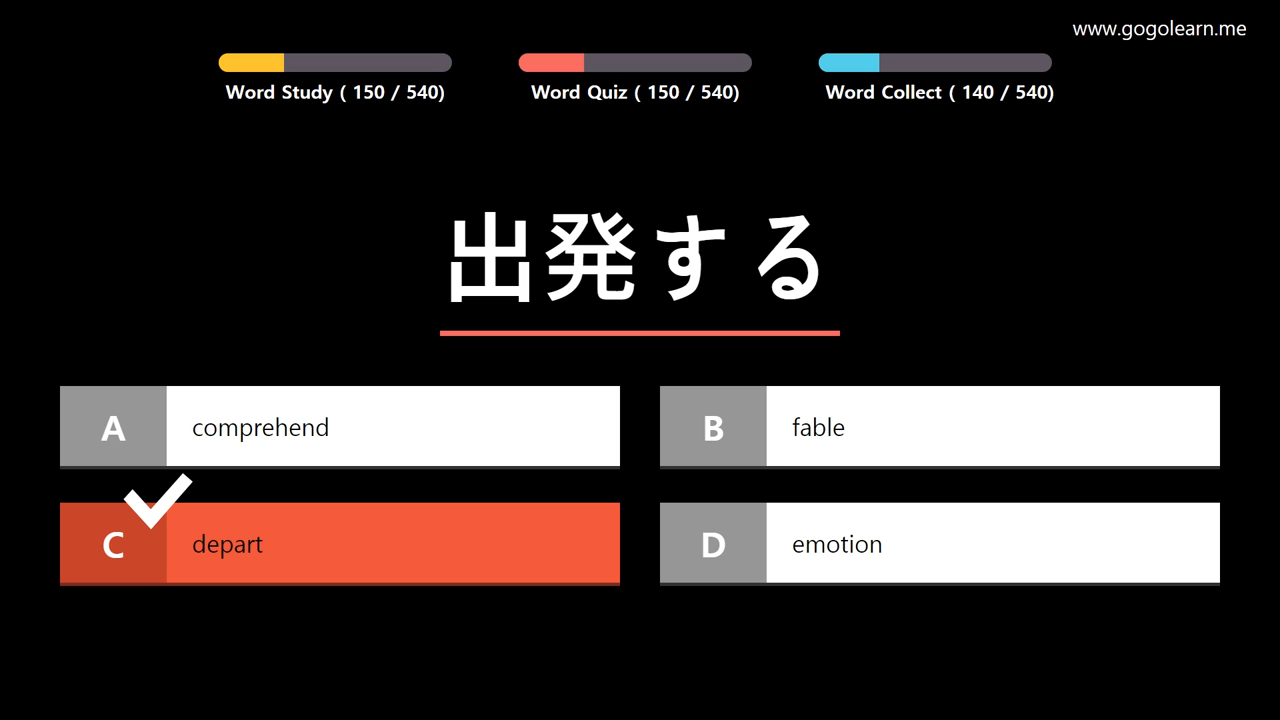 www.gogolearn.me
Word Study ( 150 / 540)
Word Quiz ( 150 / 540)
Word Collect ( 140 / 540)
出発する
A comprehend
B fable
C depart
D emotion